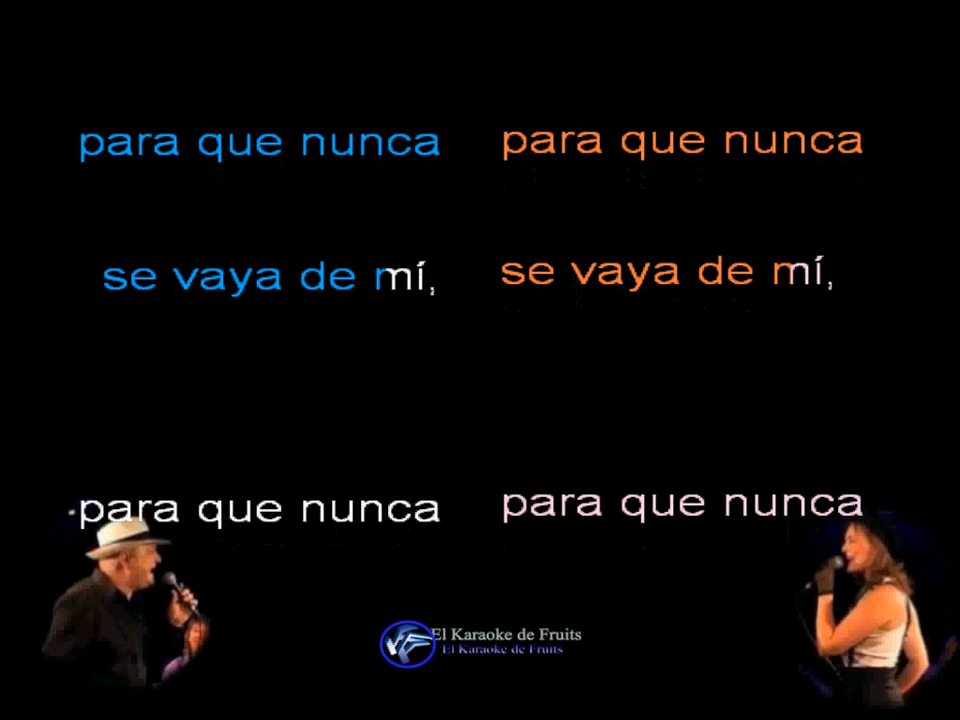 para que nunca
para que nunca
se vaya de mí,
se vaya de mí,
para que nunca
para que nunca
El Karaoke de Fruits
El Karaoke de Fruits